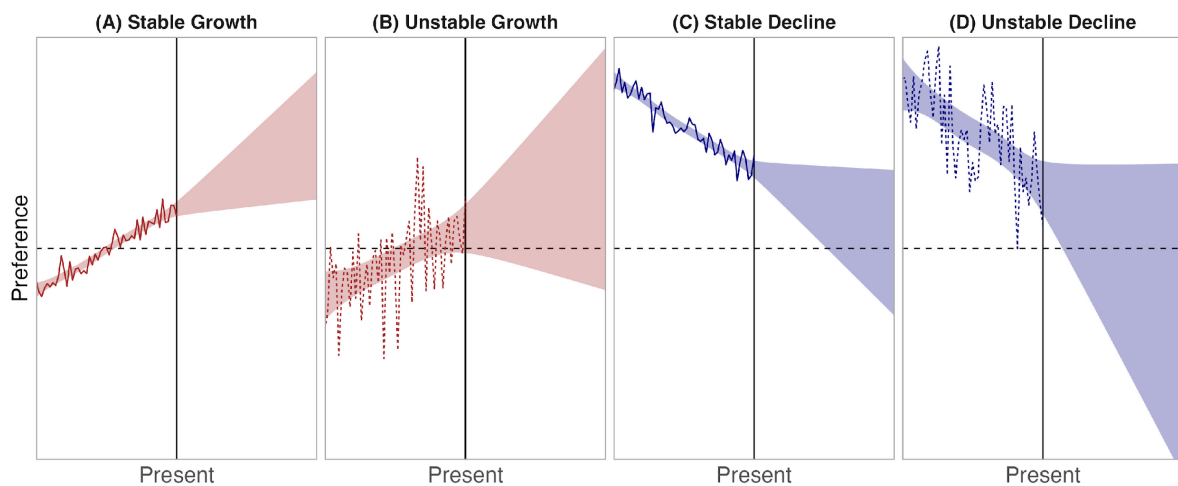 (A) Stable Growth
(B) Unstable Growth
(C) Stable Decline
(D) Unstable Decline
Preference
Present
Present
Present
Present